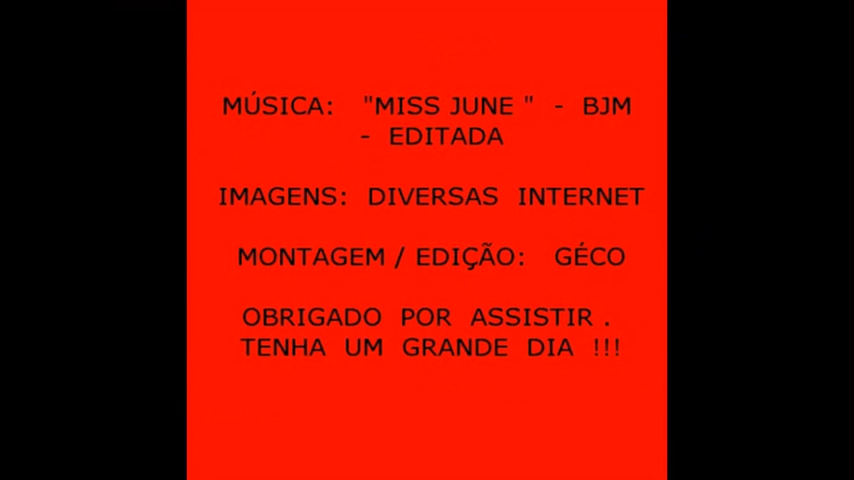 MÚSICA: "MISS JUNE " - BJM
- EDITADA
IMAGENS: DIVERSAS INTERNET
MONTAGEM / EDIÇÃO: GÉCO
OBRIGADO POR ASSISTIR .
TENHA UM GRANDE DIA !!!